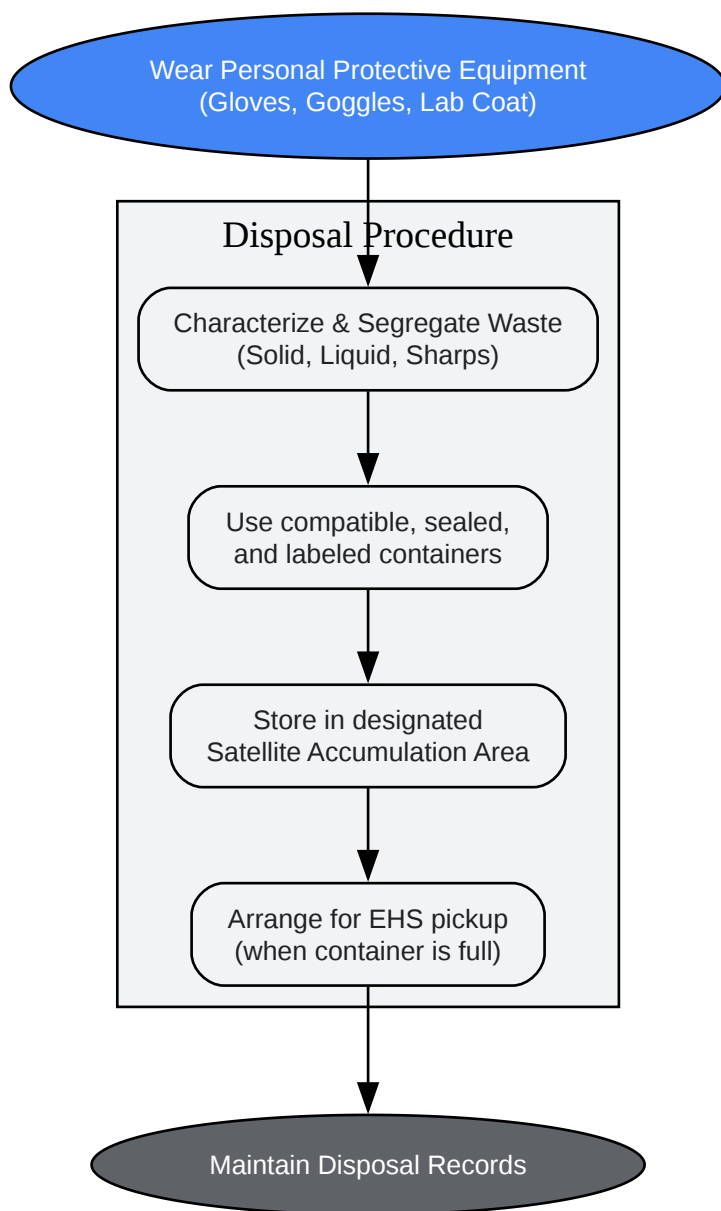 Wear Personal Protective Equipment
(Gloves, Goggles, Lab Coat)
Disposal Procedure
Characterize & Segregate Waste
(Solid, Liquid, Sharps)
Use compatible, sealed,
and labeled containers
Store in designated
Satellite Accumulation Area
Arrange for EHS pickup
(when container is full)
Maintain Disposal Records